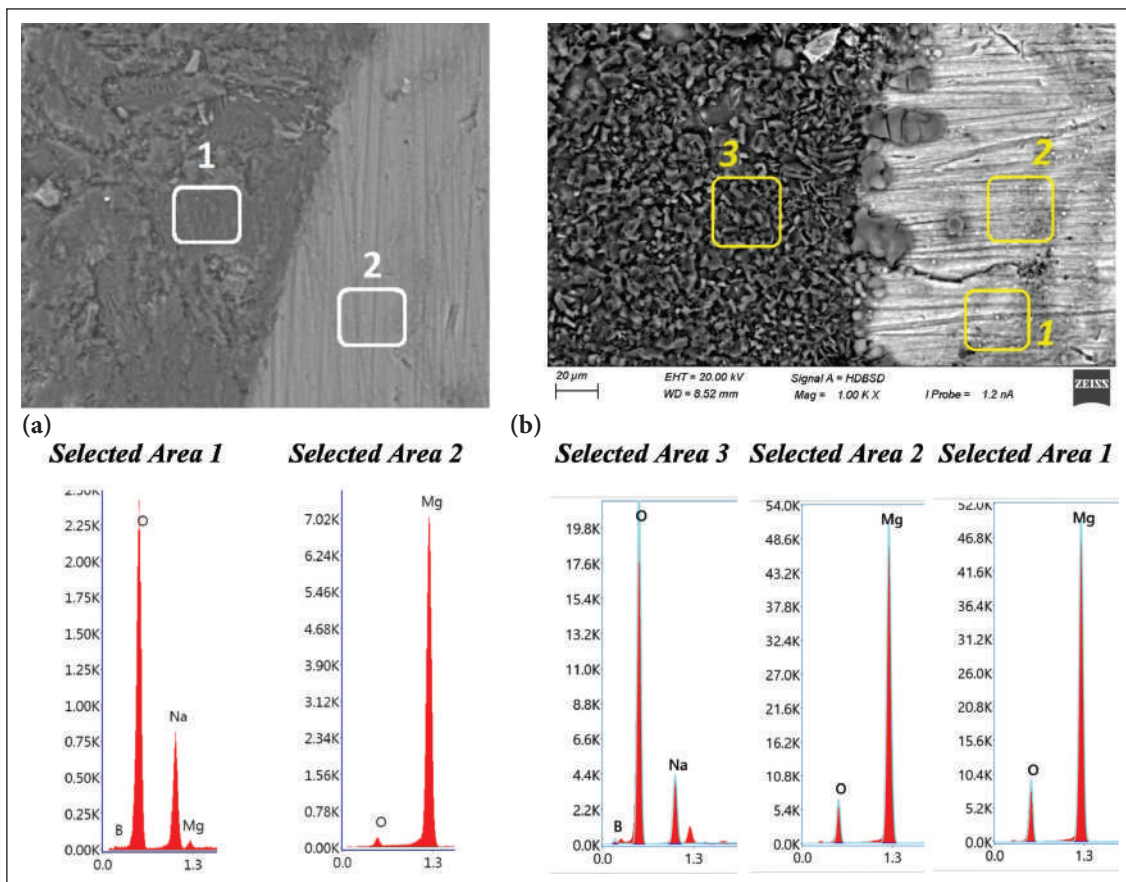 1
2
3
2
1
20 µm
EHT = 20.00 kV
Signal A = HDBSD
WD = 8.52 mm
Mag = 1.00 K X
I Probe = 1.2 nA
ZEISS
(a)
(b)
Selected Area 1
Selected Area 2
Selected Area 3
Selected Area 2
Selected Area 1
2.50K
2.25K
2.00K
1.75K
1.50K
1.25K
1.00K
0.75K
0.50K
0.25K
0.00K
O
Na
B
Mg
0.0
1.3
7.02K
6.24K
5.46K
4.68K
3.90K
3.12K
2.34K
1.56K
0.78K
0.00K
Mg
O
0.0
1.3
19.8K
17.6K
15.4K
13.2K
11.0K
8.8K
6.6K
4.4K
2.2K
0.0K
O
Na
B
0.0
1.3
54.0K
48.6K
43.2K
37.8K
32.4K
27.0K
21.6K
16.2K
10.8K
5.4K
0.0K
Mg
O
0.0
1.3
52.0K
46.8K
41.6K
36.4K
31.2K
26.0K
20.8K
15.6K
10.4K
5.2K
0.0K
Mg
O
0.0
1.3